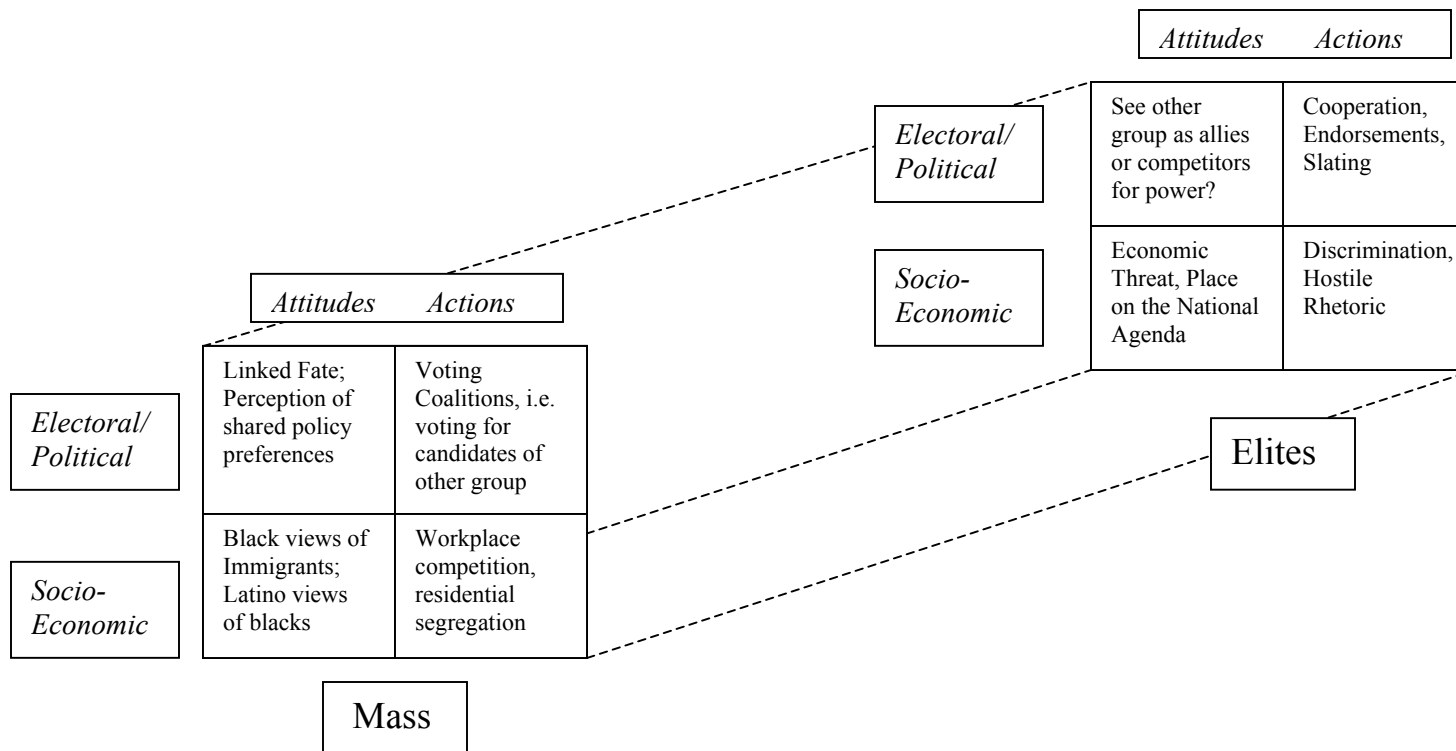 Attitudes Actions
Electral/
Political
See other
group as allies
or competitors
for power?
Cooperation,
Endorsements,
Slating
Socio-
Economic
Economic
Threat, Place
on the National
Agenda
Discrimination,
Hostile
Rhetoric
Elites
Attitudes Actions
Electoral/
Political
Linked Fate;
Perception of
shared policy
preferences
Voting
Coalitions, i.e.
voting for
candidates of
other group
Socio-
Economic
Black views of
Immigrants;
Latino views
of blacks
Workplace
competition,
residential
segregation
Mass